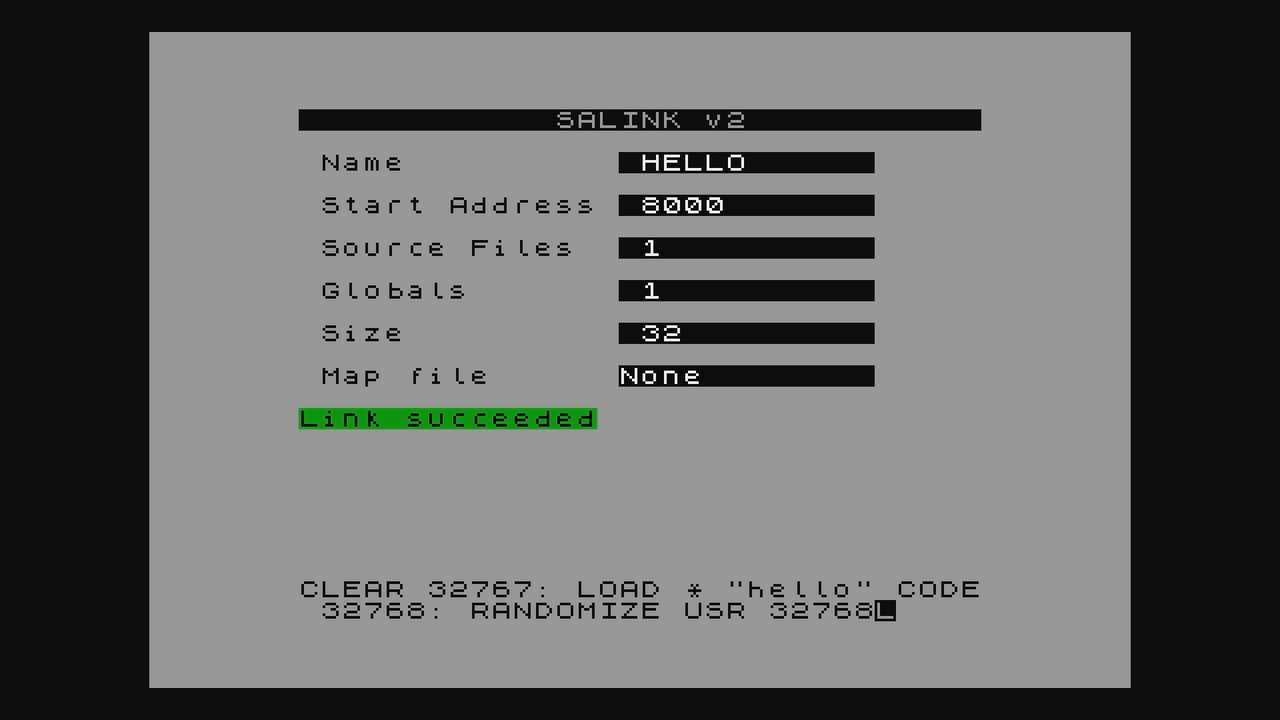 SALINK v2
Name HELLO
Start Address 8000
Source Files 1
Globals 1
Size 32
Map file None
Link succeeded
CLEAR 32767: LOAD * "hello" CODE
32768: RANDOMIZE USR 32768L